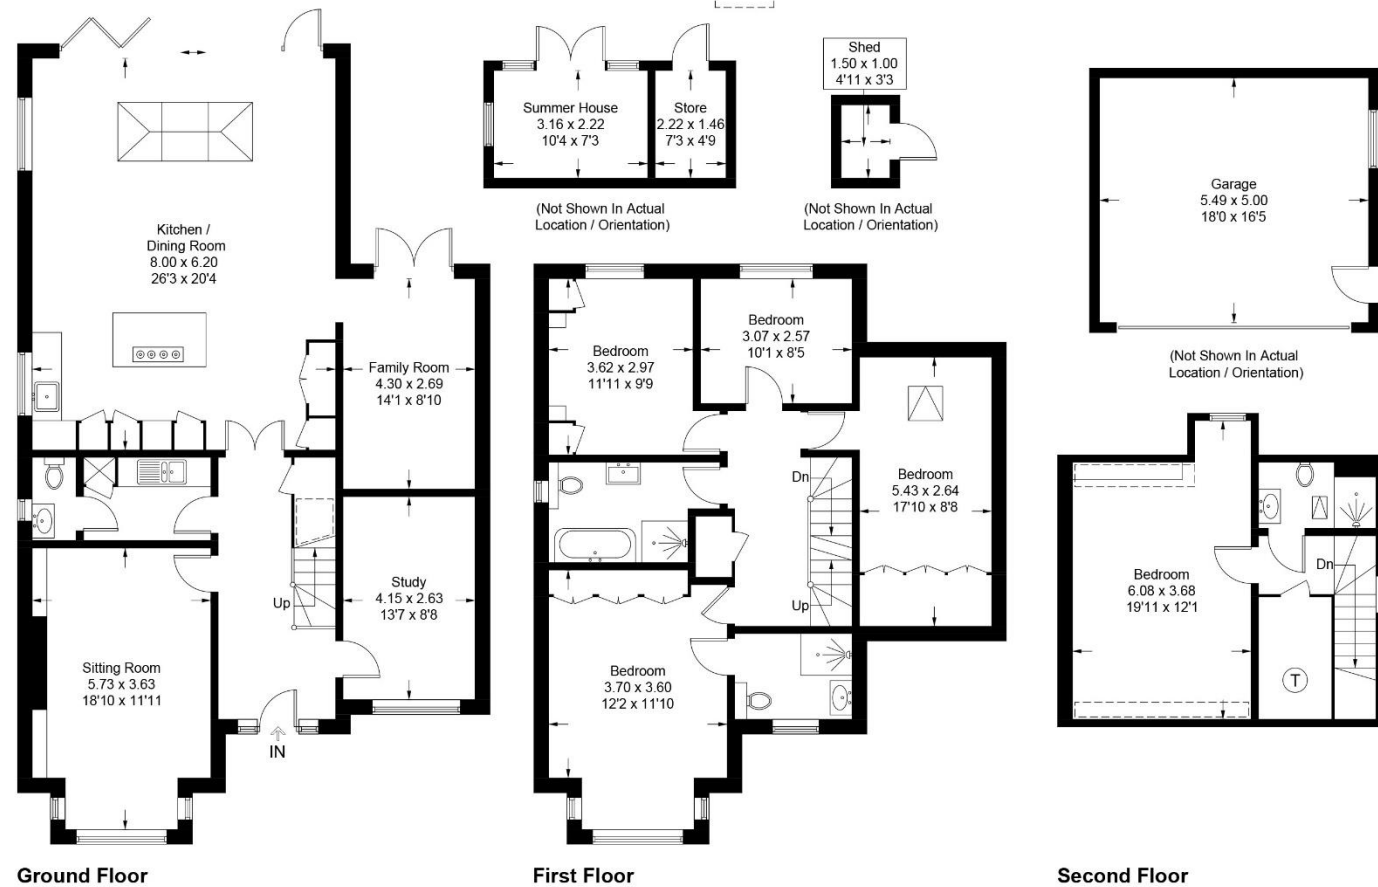 Shed
1.50 x 1.00
4'11 x 3'3
Summer House
3.16 x 2.22
10'4 x 7'3
Store
2.22 x 1.46
7'3 x 4'9
(Not Shown In Actual
Location / Orientation)
(Not Shown In Actual
Location / Orientation)
Garage
5.49 x 5.00
18'0 x 16'5
(Not Shown In Actual
Location / Orientation)
Kitchen /
Dining Room
8.00 x 6.20
26'3 x 20'4
Family Room
4.30 x 2.69
14'1 x 8'10
Up
Study
4.15 x 2.63
13'7 x 8'8
Sitting Room
5.73 x 3.63
18'10 x 11'11
IN
Ground Floor
Bedroom
3.62 x 2.97
11'11 x 9'9
Bedroom
3.07 x 2.57
10'1 x 8'5
Dn
Bedroom
5.43 x 2.64
17'10 x 8'8
Up
Bedroom
3.70 x 3.60
12'2 x 11'10
First Floor
Dn
Bedroom
6.08 x 3.68
19'11 x 12'1
T
Second Floor